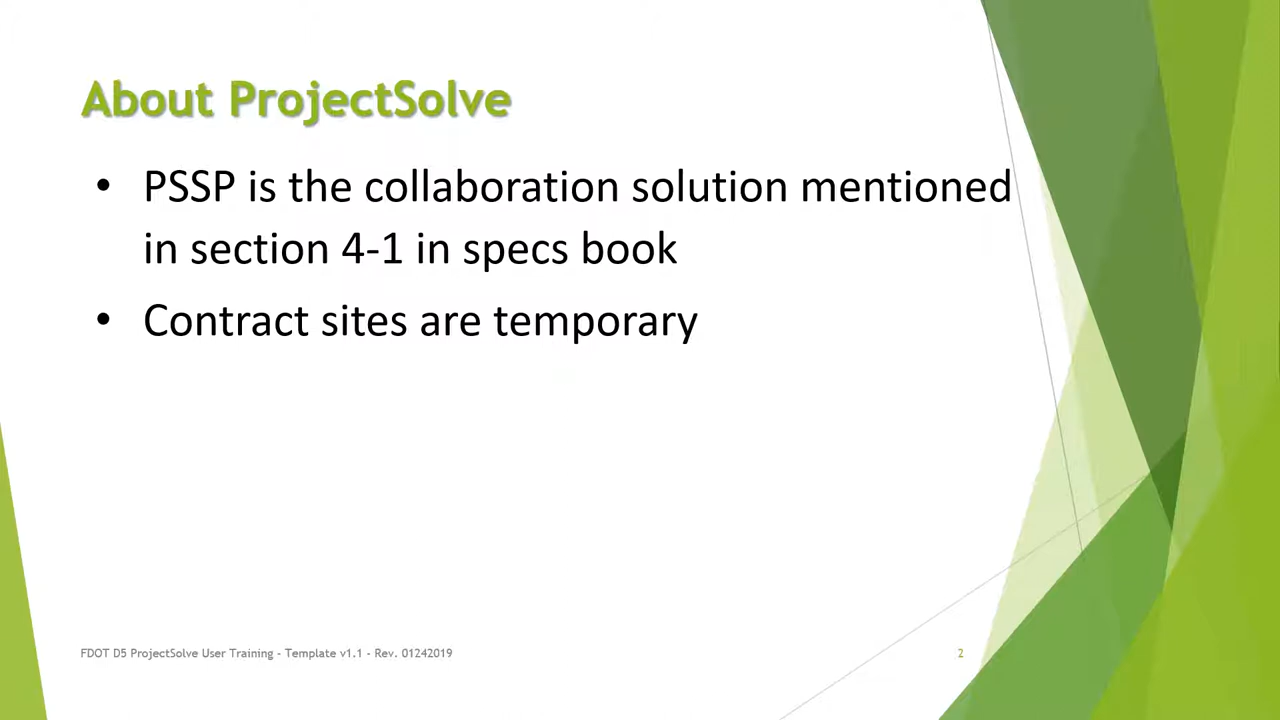 About ProjectSolve
• PSSP is the collaboration solution mentioned
in section 4-1 in specs book
• Contract sites are temporary
FDOT D5 ProjectSolve User Training - Template v1.1 - Rev. 01242019
2